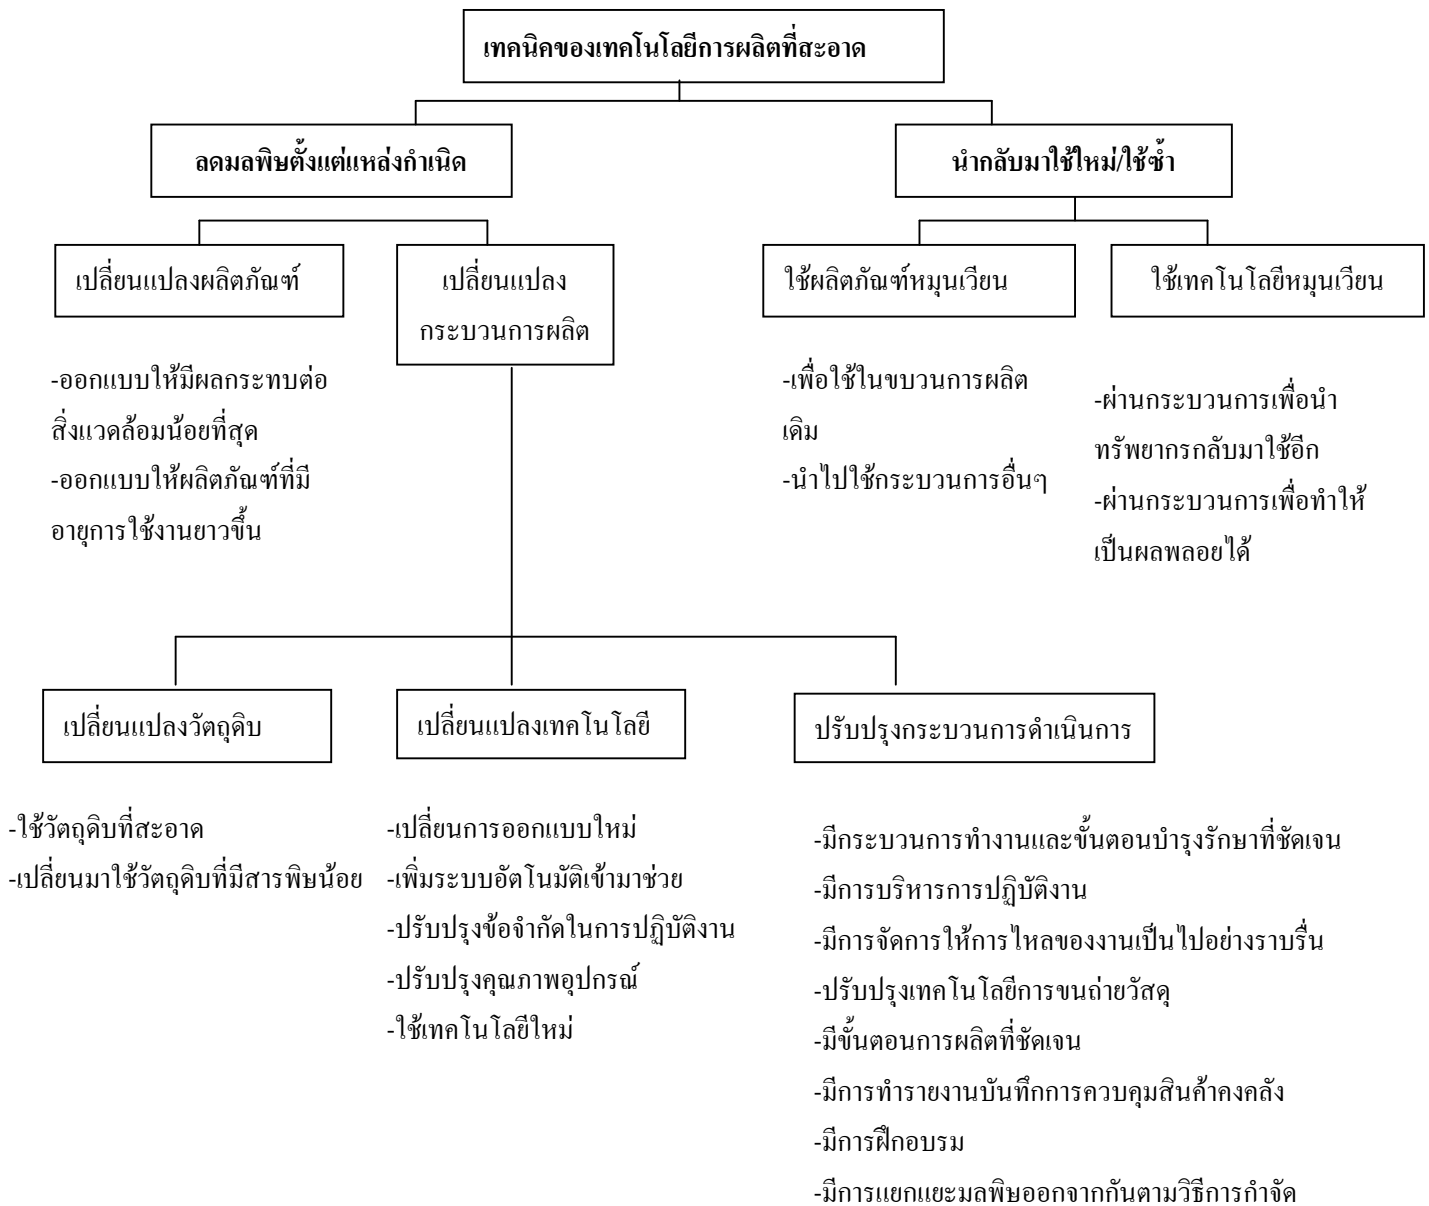 เทคนิคของเทคโนโลยีการผลิตที่สะอาด
ลดมลพิษตั้งแต่แหล่งกำเนิด
นำกลับมาใช้ใหม่/ใช้ซ้ำ
เปลี่ยนแปลงผลิตภัณฑ์
เปลี่ยนแปลง
กระบวนการผลิต
ใช้ผลิตภัณฑ์หมุนเวียน
ใช้เทคโนโลยีหมุนเวียน
-ออกแบบให้มีผลกระทบต่อ
สิ่งแวดล้อมน้อยที่สุด
-ออกแบบให้ผลิตภัณฑ์ที่มี
อายุการใช้งานยาวขึ้น
-เพื่อใช้ในขบวนการผลิต
เดิม
-นำไปใช้กระบวนการอื่นๆ
-ผ่านกระบวนการเพื่อนำ
ทรัพยากรกลับมาใช้อีก
-ผ่านกระบวนการเพื่อทำให้
เป็นผลพลอยได้
เปลี่ยนแปลงวัตถุดิบ
เปลี่ยนแปลงเทคโนโลยี
ปรับปรุงกระบวนการดำเนินการ
-ใช้วัตถุดิบที่สะอาด
-เปลี่ยนมาใช้วัตถุดิบที่มีสารพิษน้อย
-เปลี่ยนการออกแบบใหม่
-เพิ่มระบบอัตโนมัติเข้ามาช่วย
-ปรับปรุงข้อจำกัดในการปฏิบัติงาน
-ปรับปรุงคุณภาพอุปกรณ์
-ใช้เทคโนโลยีใหม่
-มีกระบวนการทำงานและขั้นตอนบำรุงรักษาที่ชัดเจน
-มีการบริหารการปฏิบัติงาน
-มีการจัดการให้การไหลของงานเป็นไปอย่างราบรื่น
-ปรับปรุงเทคโนโลยีการขนถ่ายวัสดุ
-มีขั้นตอนการผลิตที่ชัดเจน
-มีการทำรายงานบันทึกการควบคุมสินค้าคงคลัง
-มีการฝึกอบรม
-มีการแยกแยะมลพิษออกจากกันตามวิธีการกำจัด